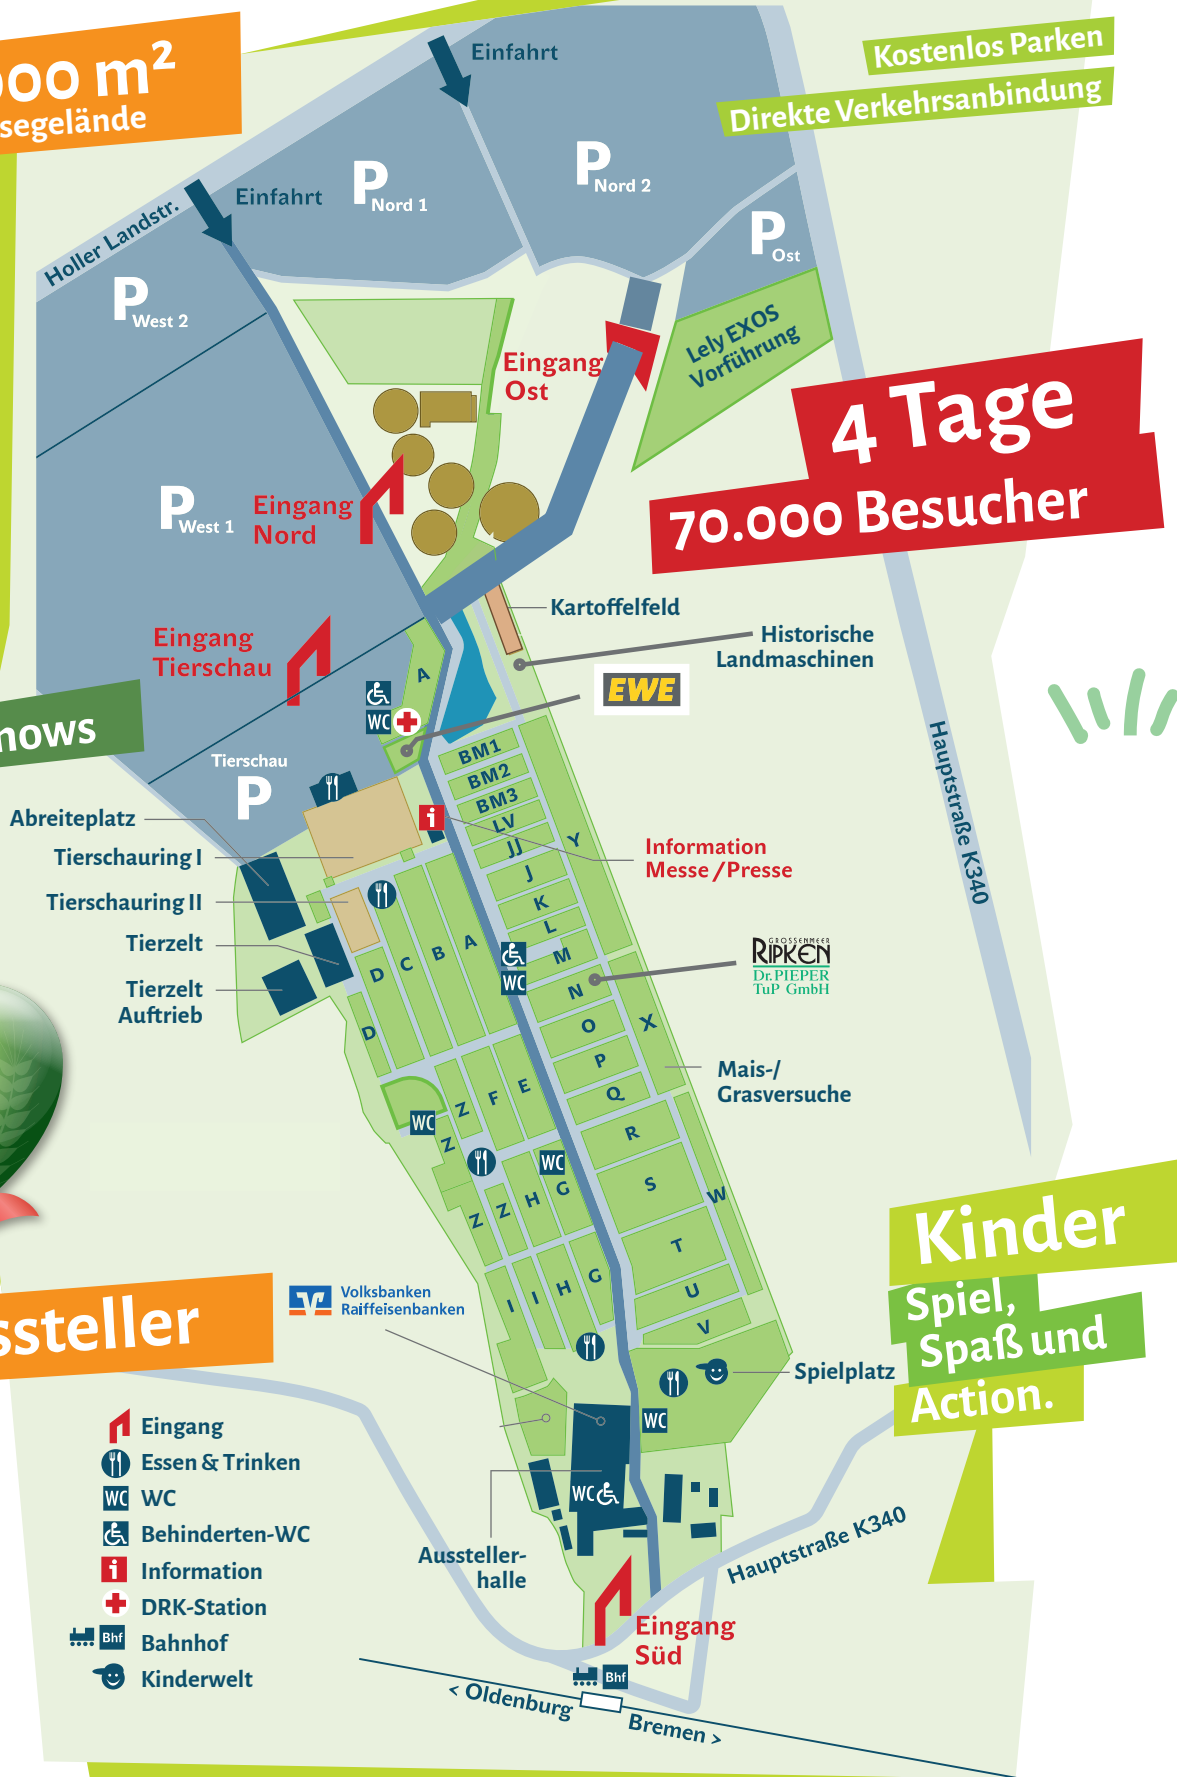 000 m²
segelände
Kostenlos Parken
Direkte Verkehrsanbindung
Einfahrt
Einfahrt
Holler Landstr.
P Nord 1
P Nord 2
P Ost
P West 2
Lely EXOS
Vorführung
Eingang
Ost
4 Tage
70.000 Besucher
P West 1
Eingang
Nord
Kartoffelfeld
Historische
Landmaschinen
Eingang
Tierschau
A
WC
EWE
nows
Tierschau
P
Hauptstraße K340
BM1
BM2
BM3
LV
JJ
J
K
L
M
N
O
P
Q
R
S
T
U
V
Y
X
W
Abreiteplatz
Tierschauring I
Tierschauring II
Tierzelt
Tierzelt
Auftrieb
i
Information
Messe / Presse
WC
GROSSENMEER
RIPKEN
Dr. PIEPER
TuP GmbH
Mais-/
Grasversuche
D
C
B
A
D
Z
F
E
WC
Z
WC
Z
Z
H
G
I
I
H
G
Volksbanken
Raiffeisenbanken
Kinder
Spiel,
Spaß und
Action.
ssteller
Spielplatz
WC
WC
Aussteller-
halle
Hauptstraße K340
Eingang
Süd
Bhf
< Oldenburg
Bremen >
Eingang
Essen & Trinken
WC WC
Behinderten-WC
i Information
DRK-Station
Bhf Bahnhof
Kinderwelt